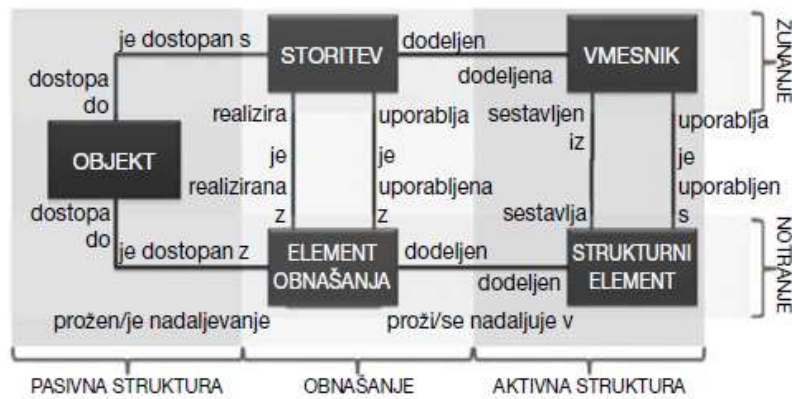 je dostopan s
STORITEV
dodeljen
VMESNIK
ZUNANJE
dostopa
do
dodeljena
realizira
uporablja
sestavljen
iz
uporablja
OBJEKT
je
realizirana
z
je
uporabljena
z
je
uporabljen
s
dostopa
do
sestavlja
je dostopan z
ELEMENT
OBNAŠANJA
dodeljen
STRUKTURNI
ELEMENT
NOTRANJE
dodeljen
prožen/je nadaljevanje
proži/se nadaljuje v
PASIVNA STRUKTURA
OBNAŠANJE
AKTIVNA STRUKTURA